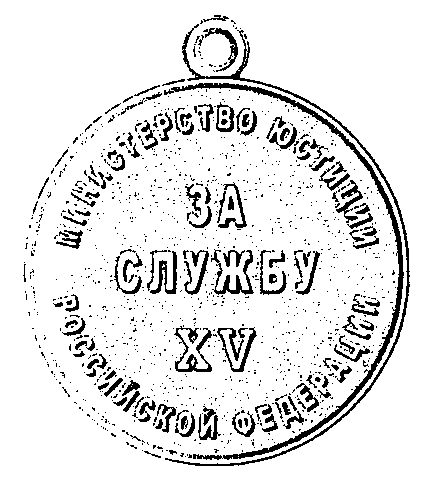 МИНИСТЕРСТВО ЮСТИЦИИ
ЗА
СЛУЖБУ
XV
РОССИЙСКОЙ ФЕДЕРАЦИИ